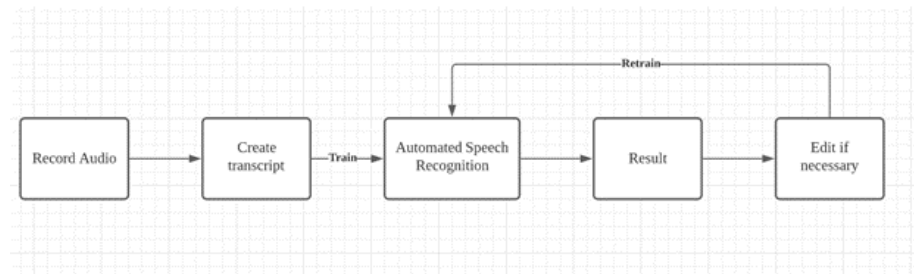 Retrain
Record Audio
Create
transcript
Train
Automated Speech
Recognition
Result
Edit if
necessary